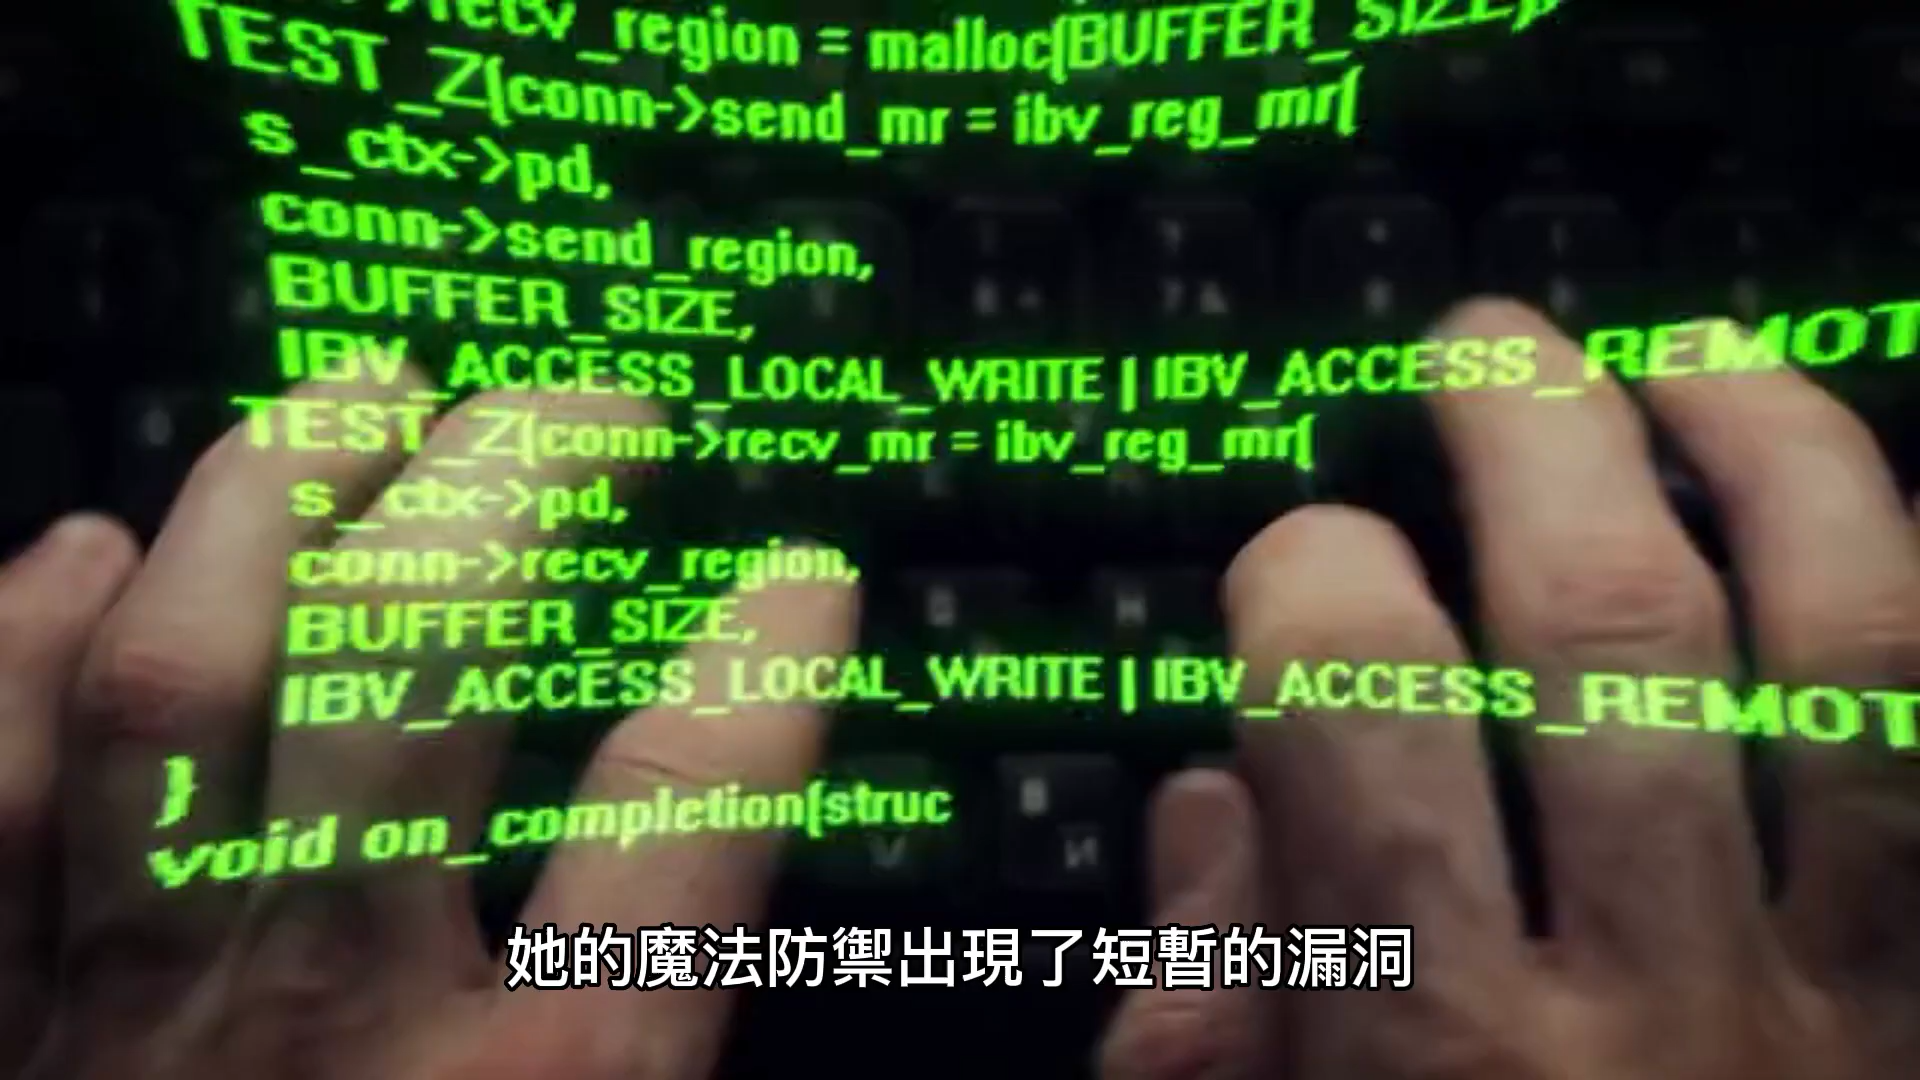 recv_region = malloc(BUFFER_SIZE);
TEST_Z(conn->send_mr = ibv_reg_mr(
s_ctx->pd,
conn->send_region,
BUFFER_SIZE,
IBV_ACCESS_LOCAL_WRITE | IBV_ACCESS_REMOT
TEST_Z(conn->recv_mr = ibv_reg_mr(
s_ctx->pd,
conn->recv_region,
BUFFER_SIZE,
IBV_ACCESS_LOCAL_WRITE | IBV_ACCESS_REMOT
}
void on_completion(struc
她的魔法防禦出現了短暫的漏洞